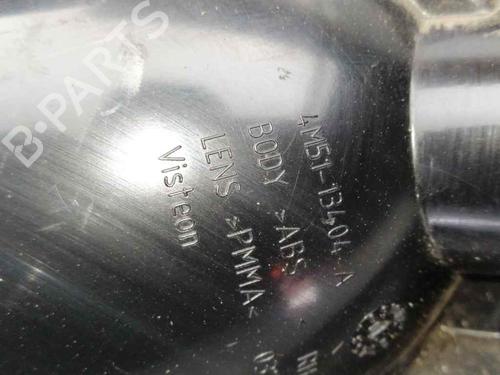 B-PARTS
4M51-13404-A
BODY >ABS
LENS >PMMA<
Visteon